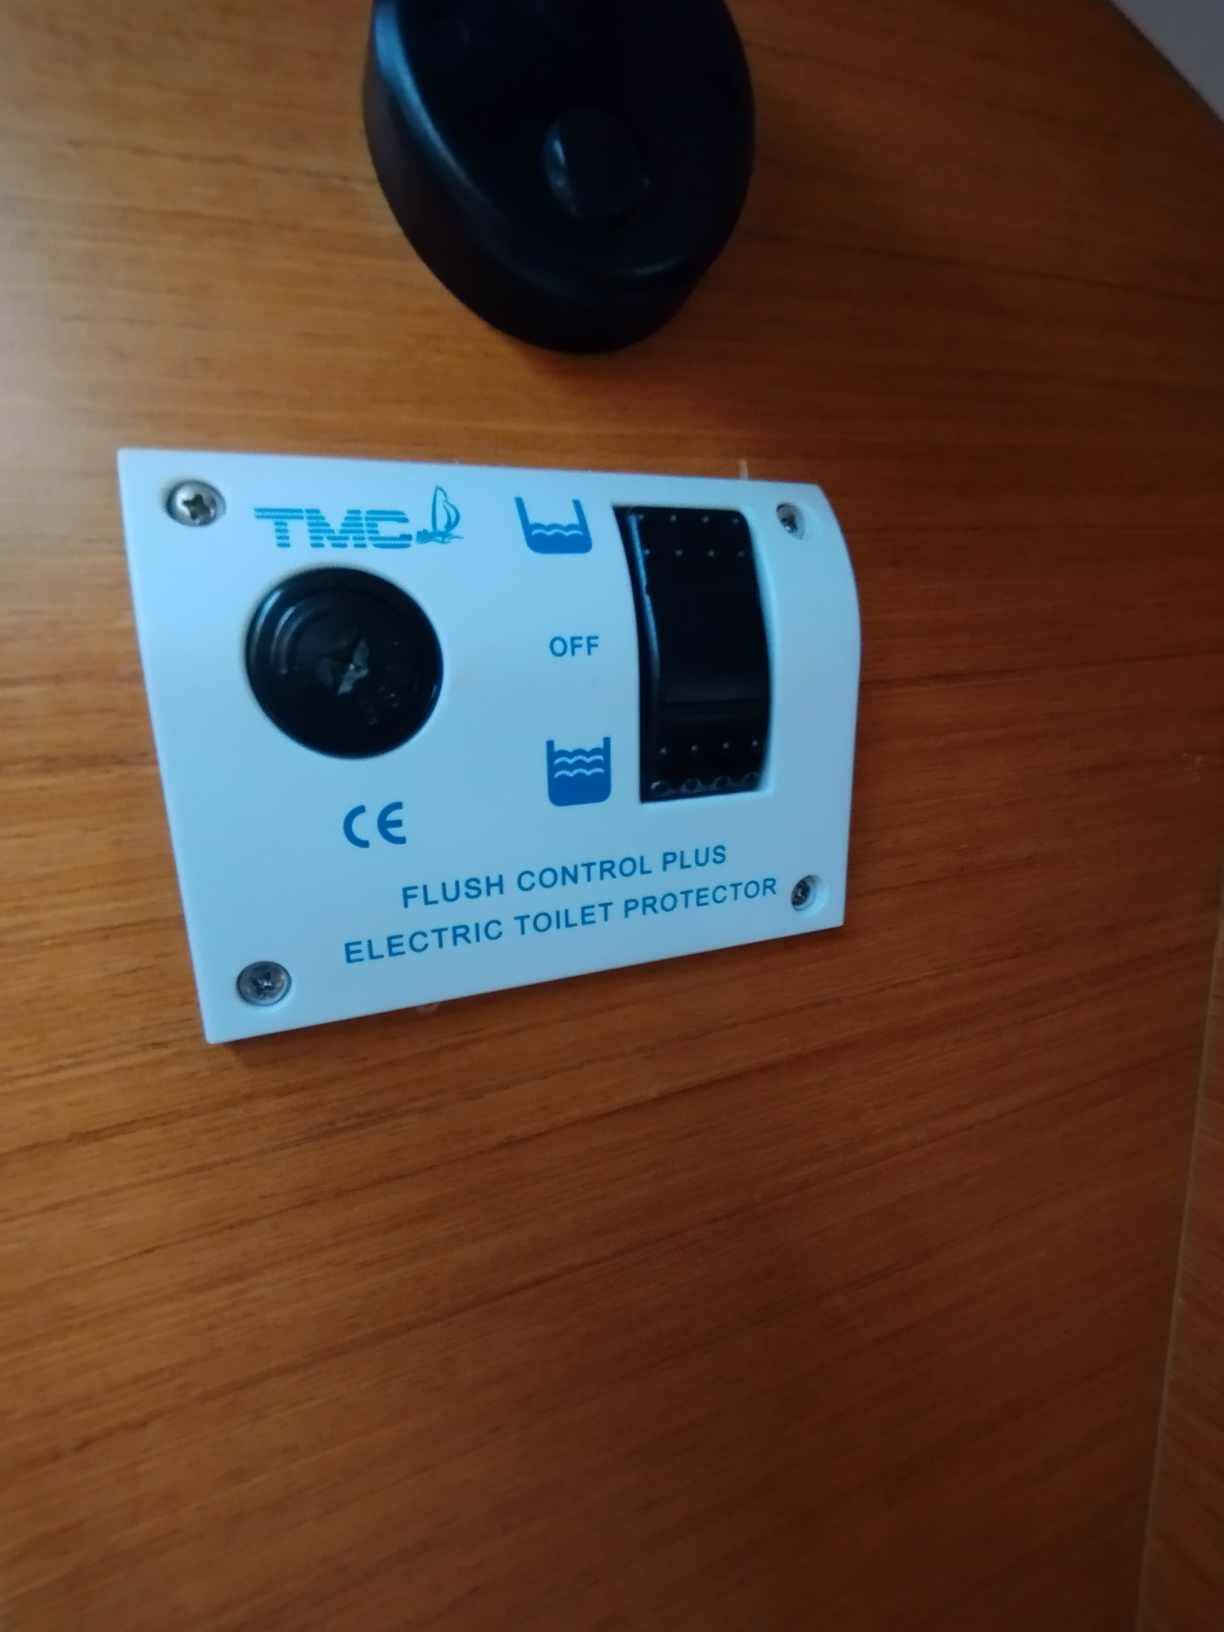 TMC
OFF
CE
FLUSH CONTROL PLUS
ELECTRIC TOILET PROTECTOR